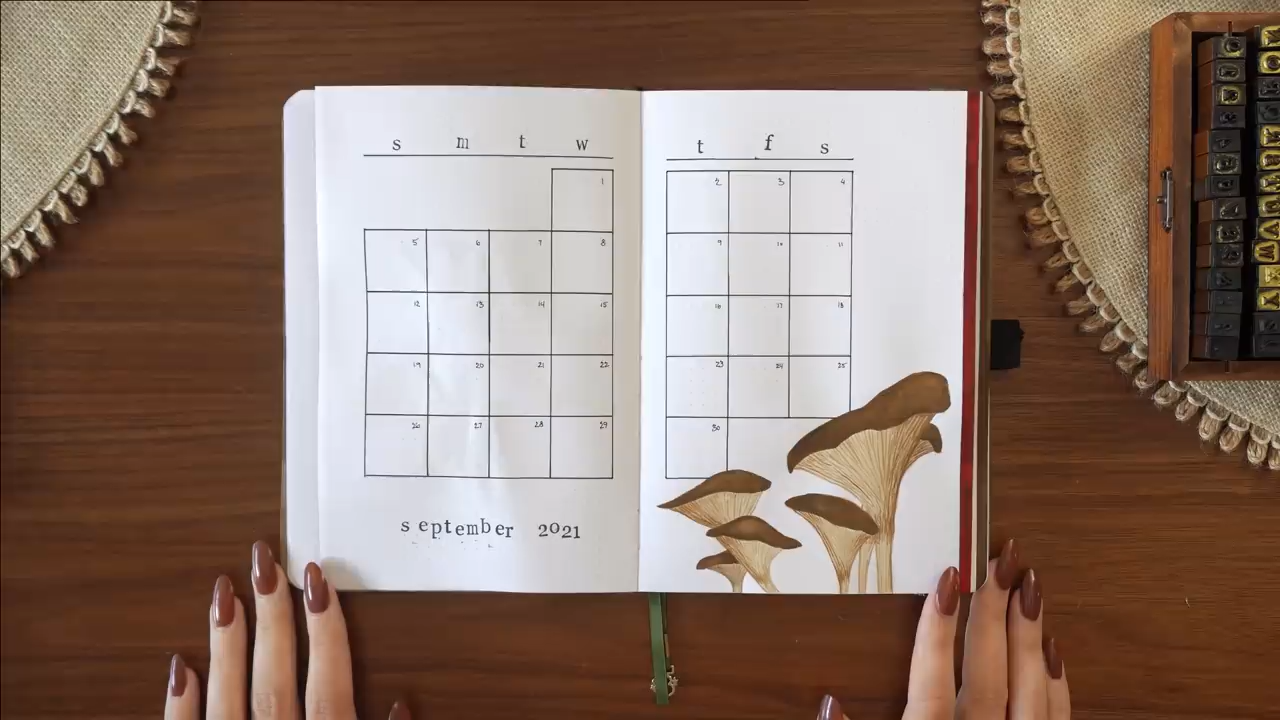 s m t w t f s
1 2 3 4
5 6 7 8 9 10 11
12 13 14 15 16 17 18
19 20 21 22 23 24 25
26 27 28 29 30
september 2021